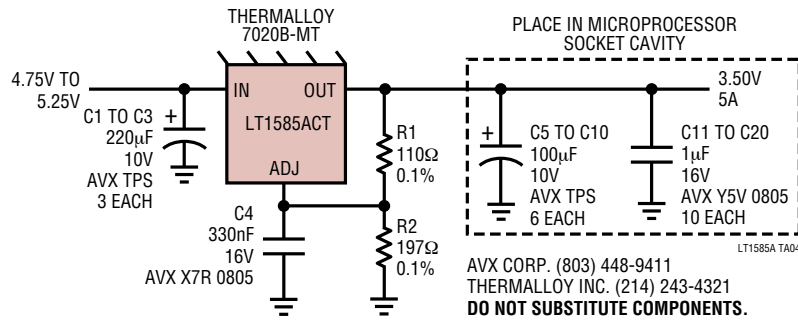 THERMALLOY
7020B-MT
PLACE IN MICROPROCESSOR
SOCKET CAVITY
4.75V TO
5.25V
IN
OUT
LT1585ACT
ADJ
C1 TO C3
+
220µF
10V
AVX TPS
3 EACH
R1
110Ω
0.1%
+
C5 TO C10
100µF
10V
AVX TPS
6 EACH
C11 TO C20
1µF
16V
AVX Y5V 0805
10 EACH
3.50V
5A
C4
330nF
16V
AVX X7R 0805
R2
197Ω
0.1%
LT1585A TA04
AVX CORP. (803) 448-9411
THERMALLOY INC. (214) 243-4321
DO NOT SUBSTITUTE COMPONENTS.